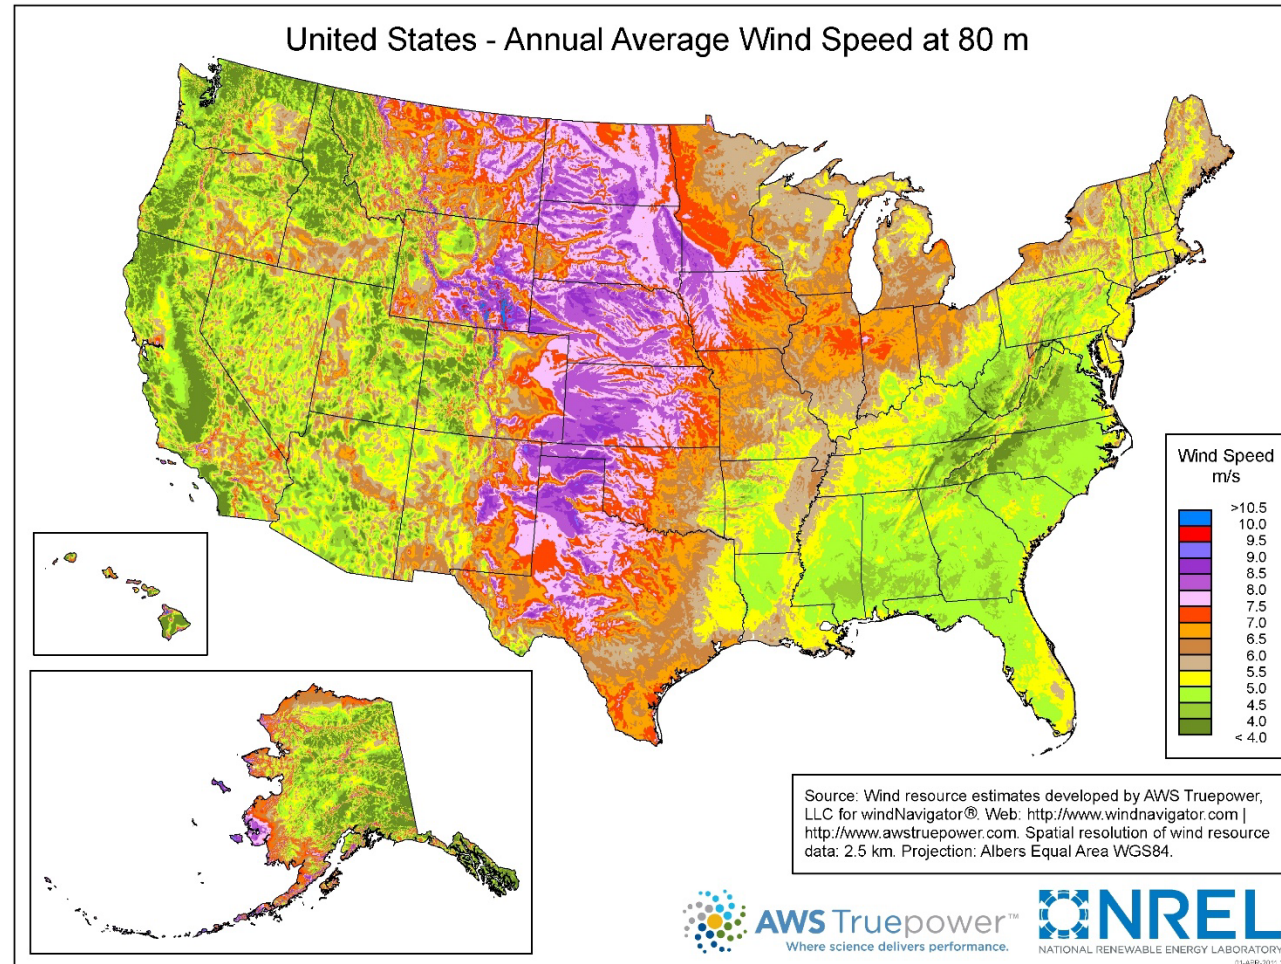 United States - Annual Average Wind Speed at 80 m
Wind Speed
m/s
>10.5
10.0
9.5
9.0
8.5
8.0
7.5
7.0
6.5
6.0
5.5
5.0
4.5
4.0
< 4.0
Source: Wind resource estimates developed by AWS Truepower,
LLC for windNavigator®. Web: http://www.windnavigator.com |
http://www.awstruepower.com. Spatial resolution of wind resource
data: 2.5 km. Projection: Albers Equal Area WGS84.
AWS Truepower™
Where science delivers performance.
NREL
NATIONAL RENEWABLE ENERGY LABORATORY